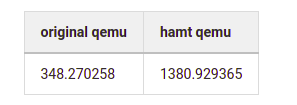 original qemu hamt qemu
348.270258 1380.929365